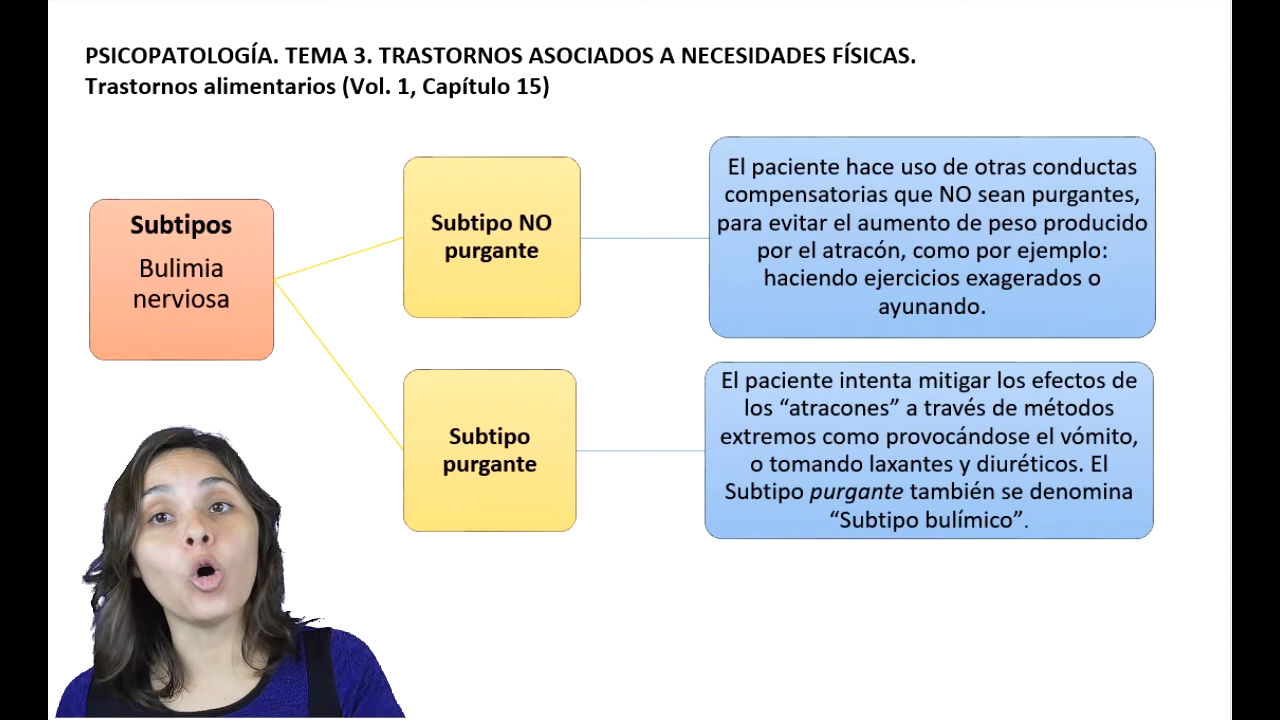 PSICOPATOLOGÍA. TEMA 3. TRASTORNOS ASOCIADOS A NECESIDADES FÍSICAS.
Trastornos alimentarios (Vol. 1, Capítulo 15)
Subtipos
Bulimia
nerviosa
Subtipo NO
purgante
El paciente hace uso de otras conductas
compensatorias que NO sean purgantes,
para evitar el aumento de peso producido
por el atracón, como por ejemplo:
haciendo ejercicios exagerados o
ayunando.
Subtipo
purgante
El paciente intenta mitigar los efectos de
los “atracones” a través de métodos
extremos como provocándose el vómito,
o tomando laxantes y diuréticos. El
Subtipo purgante también se denomina
“Subtipo bulímico”.